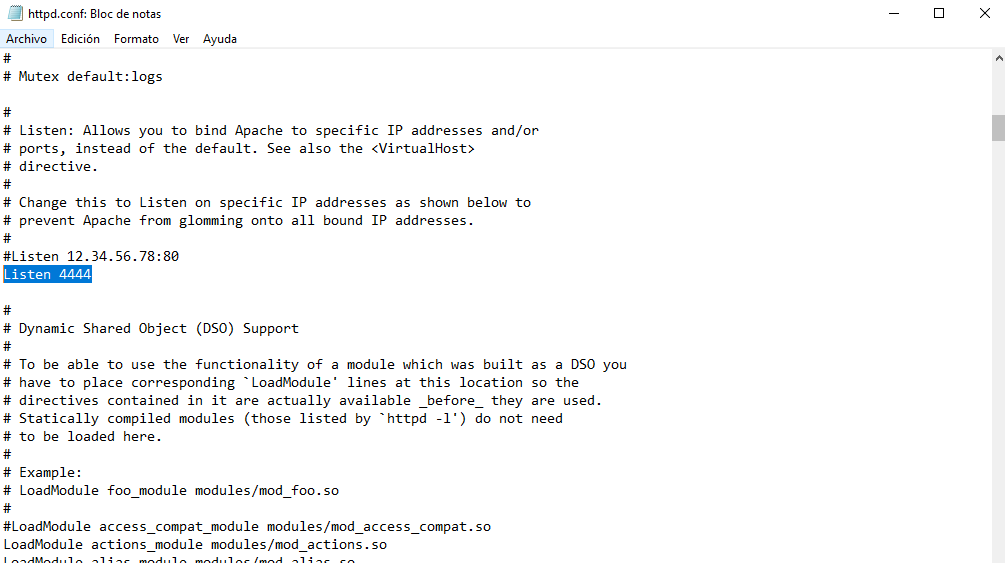 httpd.conf: Bloc de notas
Archivo Edición Formato Ver Ayuda
#
# Mutex default:logs
#
# Listen: Allows you to bind Apache to specific IP addresses and/or
# ports, instead of the default. See also the <VirtualHost>
# directive.
#
# Change this to Listen on specific IP addresses as shown below to
# prevent Apache from glomming onto all bound IP addresses.
#
#Listen 12.34.56.78:80
Listen 4444
#
# Dynamic Shared Object (DSO) Support
#
# To be able to use the functionality of a module which was built as a DSO you
# have to place corresponding `LoadModule' lines at this location so the
# directives contained in it are actually available _before_ they are used.
# Statically compiled modules (those listed by `httpd -l') do not need
# to be loaded here.
#
# Example:
# LoadModule foo_module modules/mod_foo.so
#
#LoadModule access_compat_module modules/mod_access_compat.so
LoadModule actions_module modules/mod_actions.so
LoadModule alias_module modules/mod_alias.so